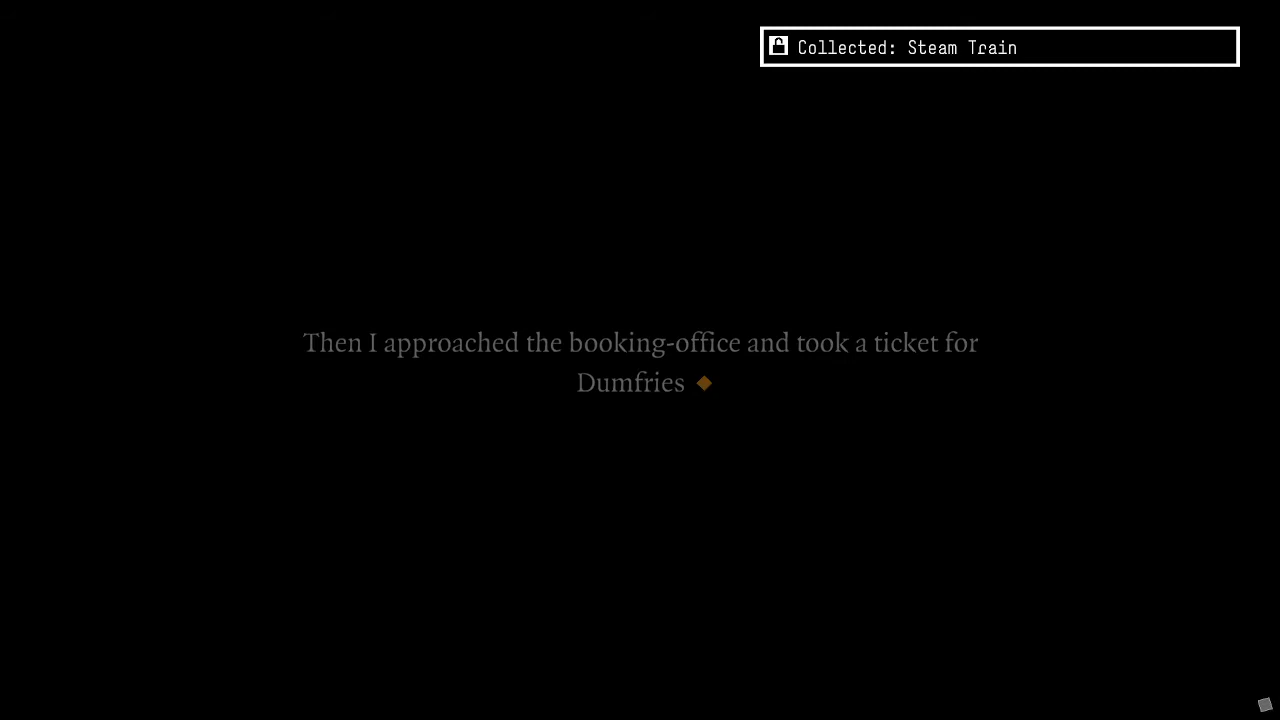 Collected: Steam Train
Then I approached the booking-office and took a ticket for
Dumfries